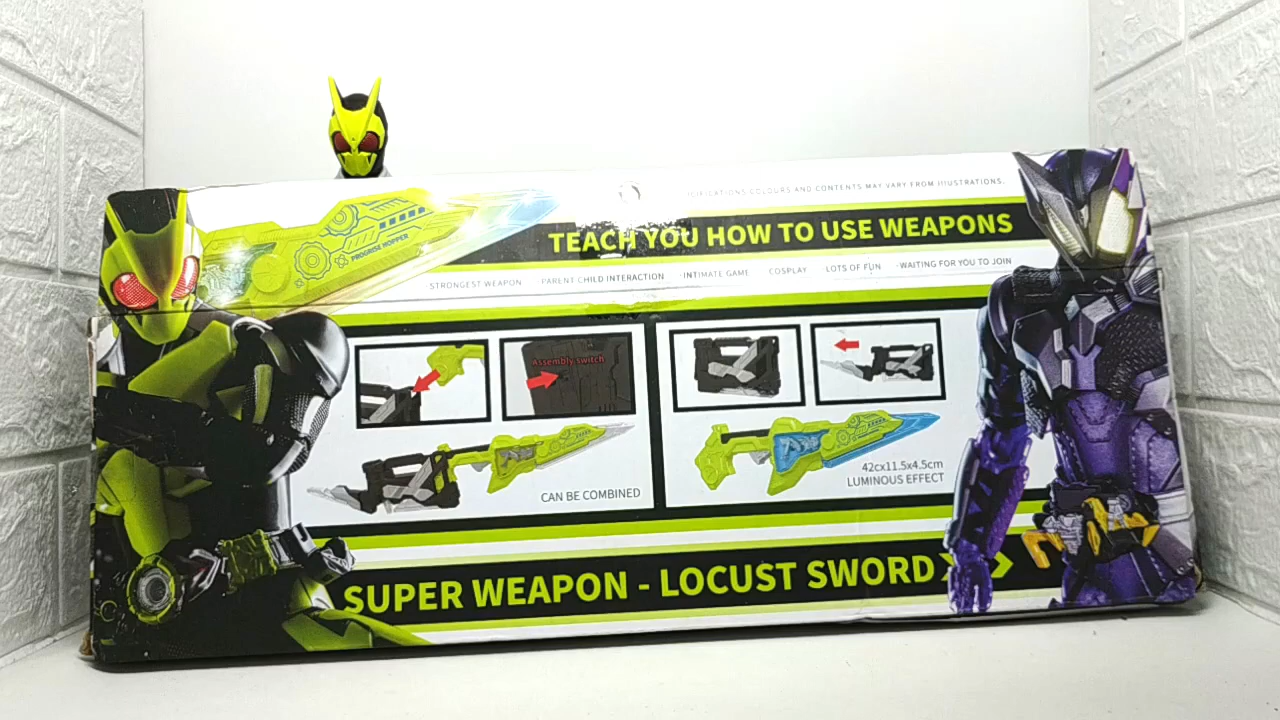 COLOURS AND CONTENTS MAY VARY FROM ILLUSTRATIONS.
TEACH YOU HOW TO USE WEAPONS
PROGRISE HOPPER
STRONGEST WEAPON · PARENT CHILD INTERACTION · INTIMATE GAME COSPLAY LOTS OF FUN · WAITING FOR YOU TO JOIN
Assembly switch
CAN BE COMBINED
42cx11.5x4.5cm
LUMINOUS EFFECT
SUPER WEAPON - LOCUST SWORD